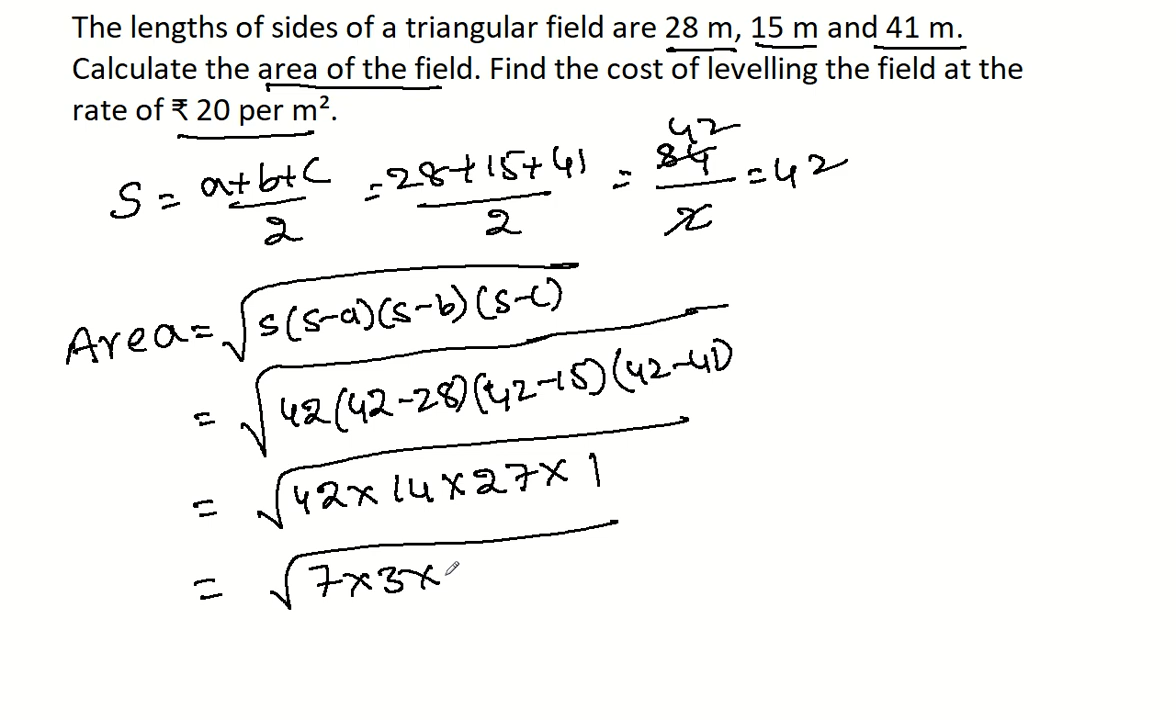 The lengths of sides of a triangular field are 28 m, 15 m and 41 m.
Calculate the area of the field. Find the cost of levelling the field at the
rate of ₹ 20 per m².
S = a+b+c/2 = 28+15+41/2 = 84/2 42 = 42
Area = √s(s-a)(s-b)(s-c)
= √42(42-28)(42-15)(42-41)
= √42×14×27×1
= √7×3×